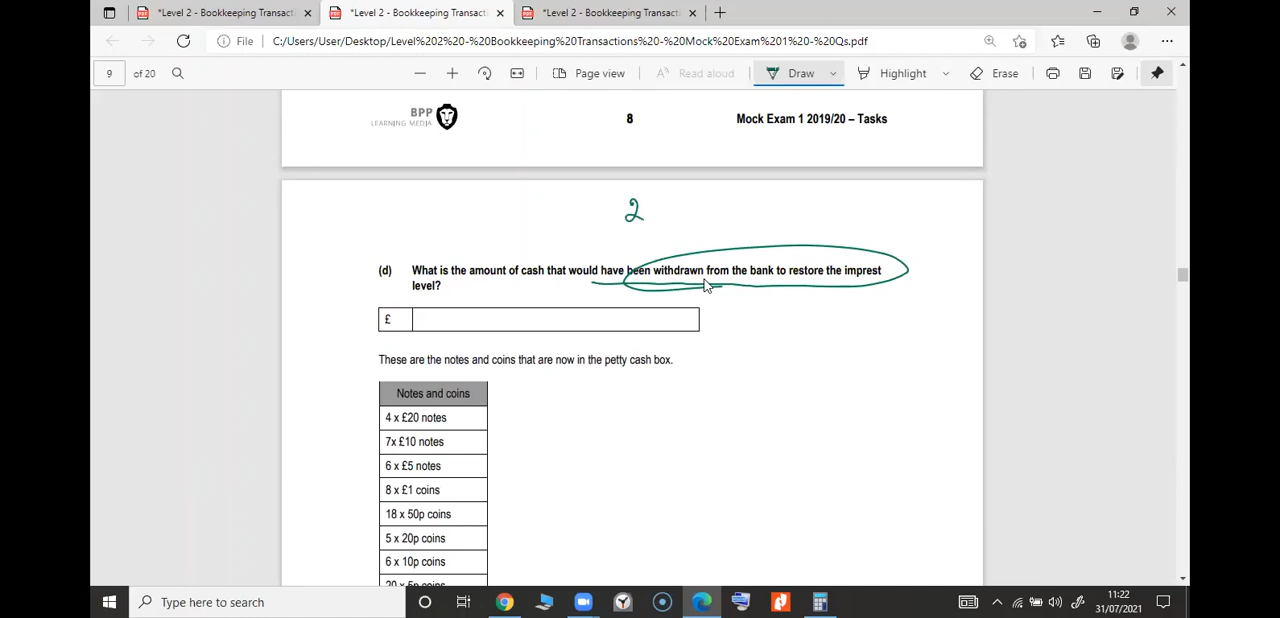 *Level 2 - Bookkeeping Transacti
*Level 2 - Bookkeeping Transacti
*Level 2 - Bookkeeping Transacti
File
C:/Users/User/Desktop/Level%202%20-%20Bookkeeping%20Transactions%20-%20Mock%20Exam%201%20-%20Qs.pdf
9 of 20
Page view
Read aloud
Draw
Highlight
Erase
BPP
LEARNING MEDIA
8
Mock Exam 1 2019/20 – Tasks
2
(d) What is the amount of cash that would have been withdrawn from the bank to restore the imprest
level?
£
These are the notes and coins that are now in the petty cash box.
Notes and coins
4 x £20 notes
7x £10 notes
6 x £5 notes
8 x £1 coins
18 x 50p coins
5 x 20p coins
6 x 10p coins
20 x 5p coins
Type here to search
11:22
31/07/2021